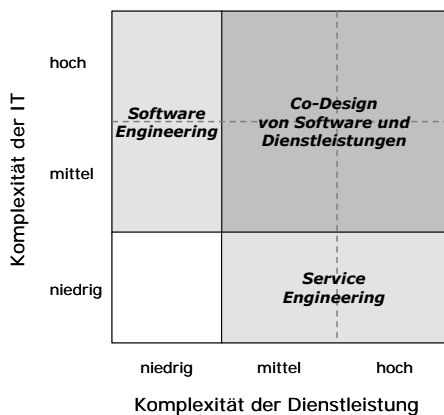 Komplexität der IT
hoch
mittel
niedrig
Software
Engineering
Co-Design
von Software und
Dienstleistungen
Service
Engineering
niedrig
mittel
hoch
Komplexität der Dienstleistung